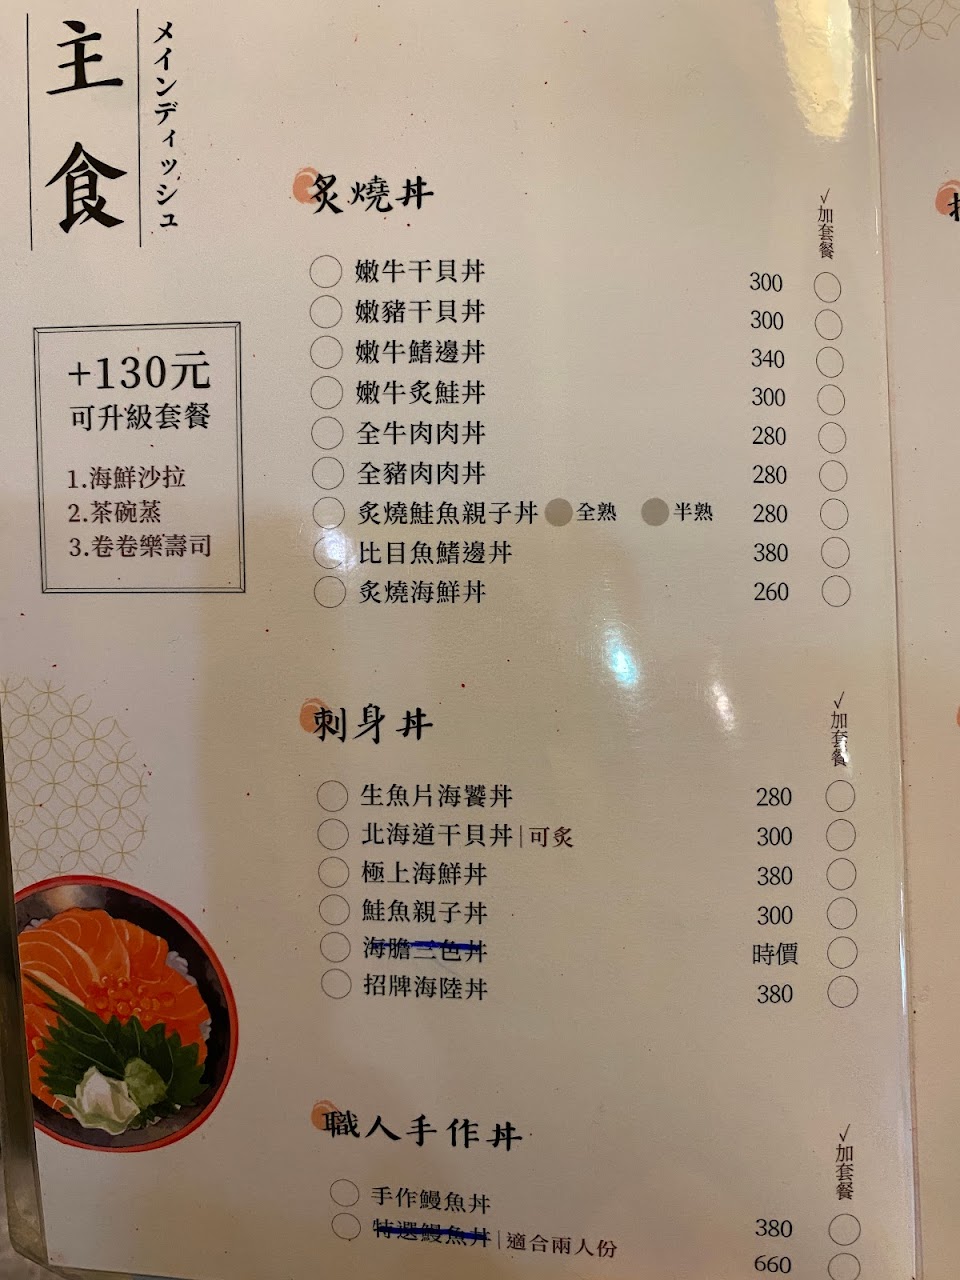 主食
メインディッシュ
+130元
可升級套餐
1.海鮮沙拉
2.茶碗蒸
3.卷卷樂壽司
炙燒丼
√加套餐
嫩牛干貝丼 300
嫩豬干貝丼 300
嫩牛鰭邊丼 340
嫩牛炙鮭丼 300
全牛肉肉丼 280
全豬肉肉丼 280
炙燒鮭魚親子丼 全熟 半熟 280
比目魚鰭邊丼 380
炙燒海鮮丼 260
刺身丼
√加套餐
生魚片海饕丼 280
北海道干貝丼|可炙 300
極上海鮮丼 380
鮭魚親子丼 300
海膽三色丼 時價
招牌海陸丼 380
職人手作丼
√加套餐
手作鰻魚丼 380
特選鰻魚丼|適合兩人份 660